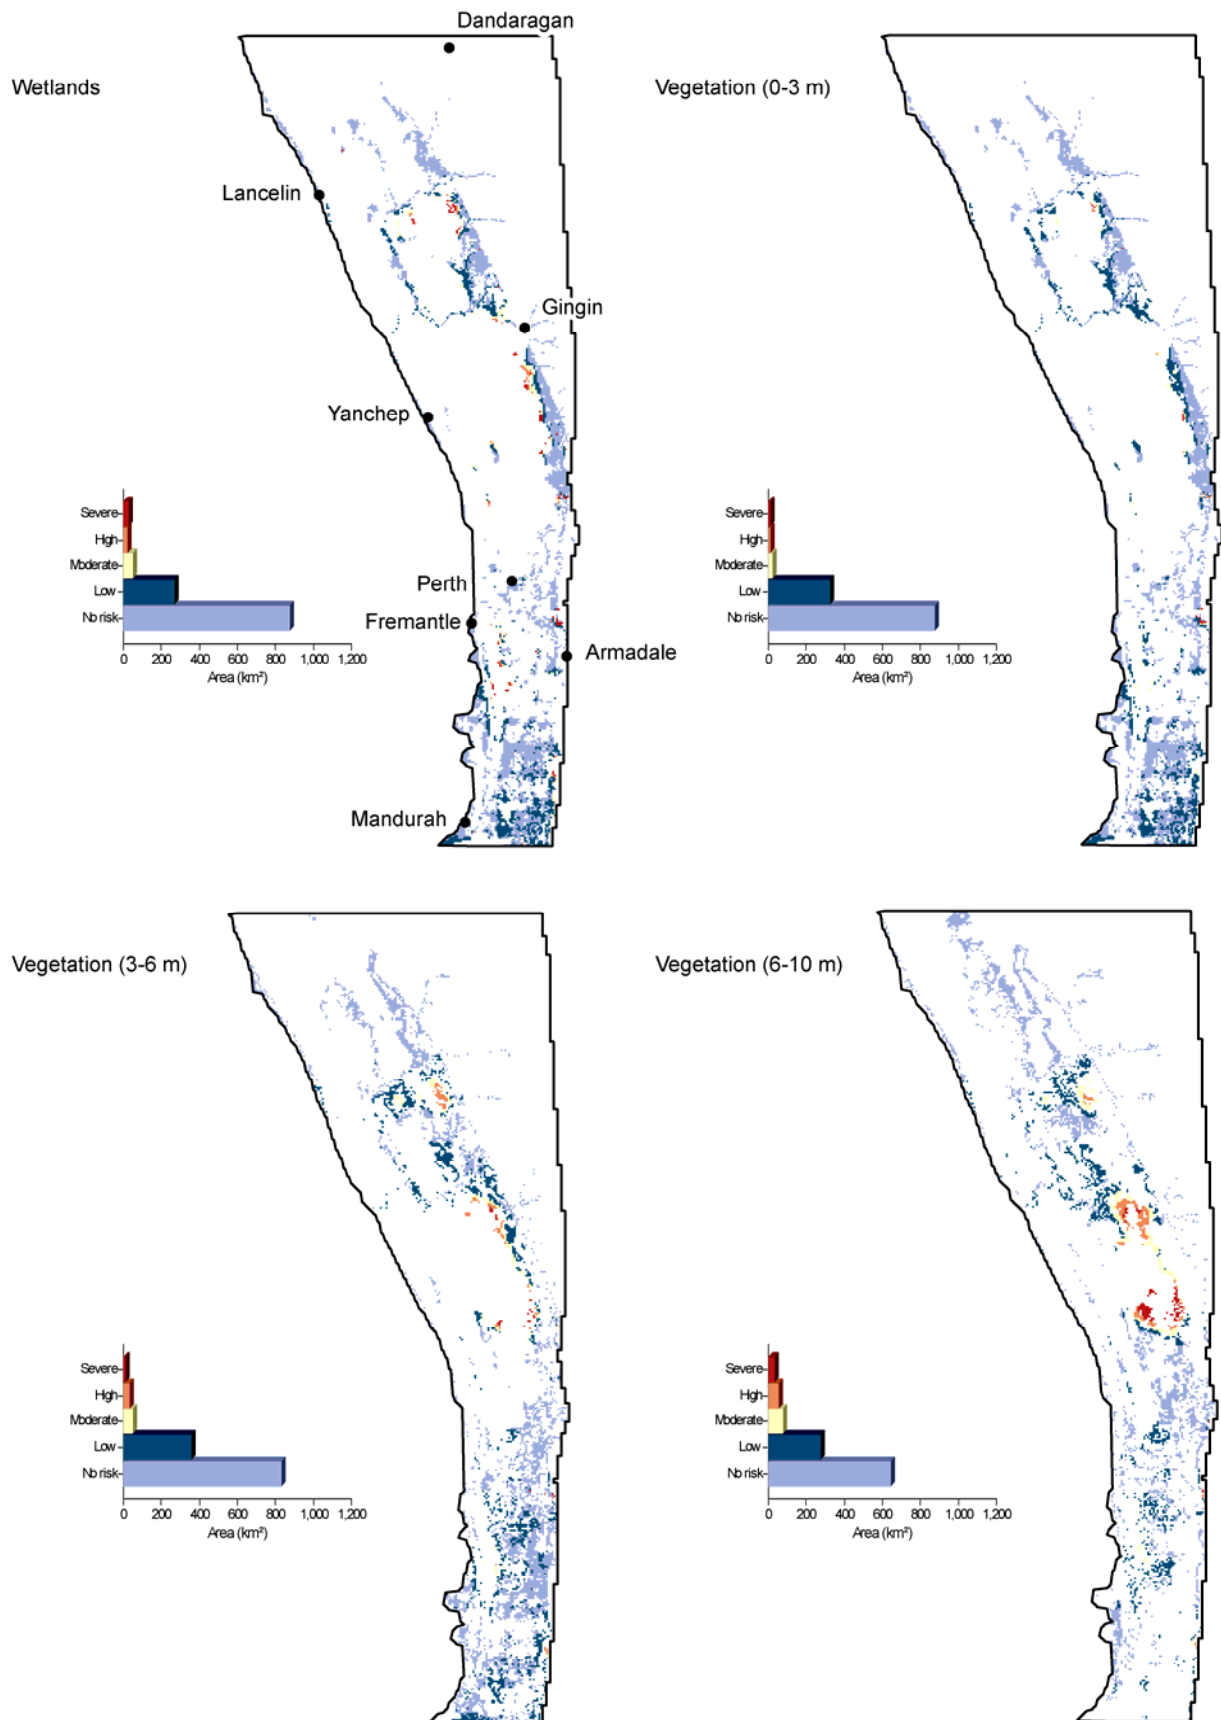 Dandaragan
Wetlands
Vegetation (0-3 m)
Lancelin
Gingin
Yanchep
Severe
High
Moderate
Low
No risk
0 200 400 600 800 1,000 1,200
Area (km²)
Perth
Fremantle
Armadale
Mandurah
Severe
High
Moderate
Low
No risk
0 200 400 600 800 1,000 1,200
Area (km²)
Vegetation (3-6 m)
Vegetation (6-10 m)
Severe
High
Moderate
Low
No risk
0 200 400 600 800 1,000 1,200
Area (km²)
Severe
High
Moderate
Low
No risk
0 200 400 600 800 1,000 1,200
Area (km²)